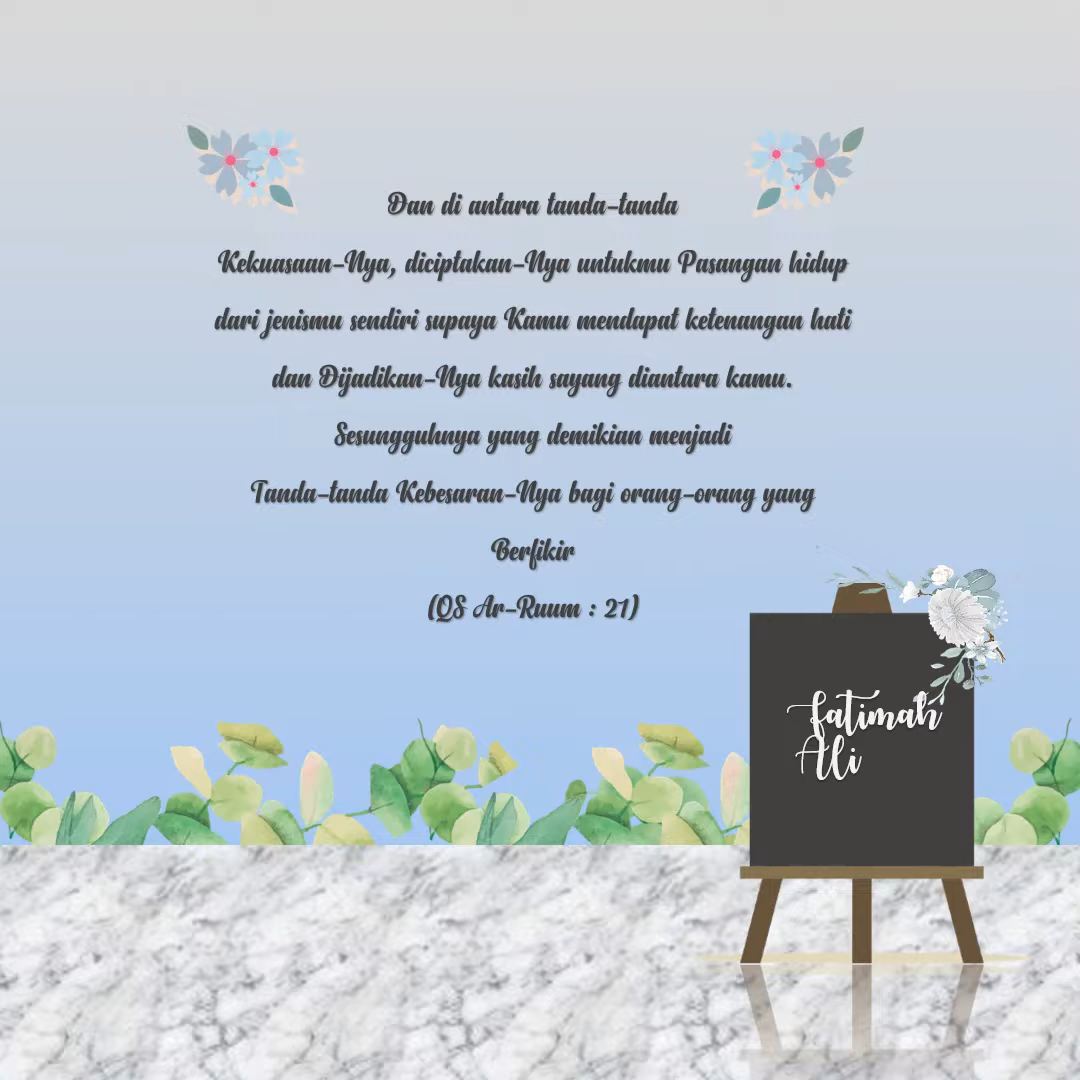 Dan di antara tanda-tanda
Kekuasaan-Nya, diciptakan-Nya untukmu Pasangan hidup
dari jenismu sendiri supaya Kamu mendapat ketenangan hati
dan Dijadikan-Nya kasih sayang diantara kamu.
Sesungguhnya yang demikian menjadi
Tanda-tanda Kebesaran-Nya bagi orang-orang yang
Berfikir
(QS Ar-Ruum : 21)
fatimah
Ali